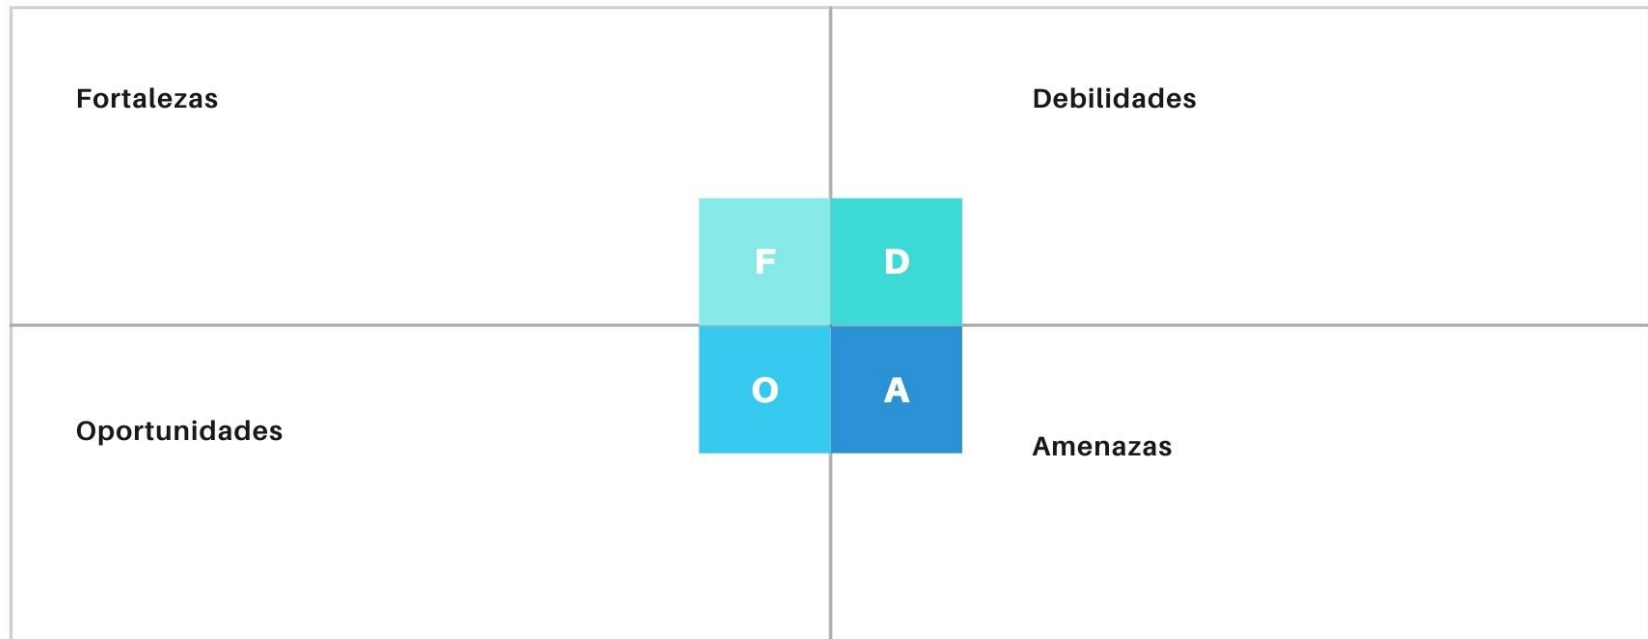 Fortalezas
Debilidades
F
D
O
A
Oportunidades
Amenazas